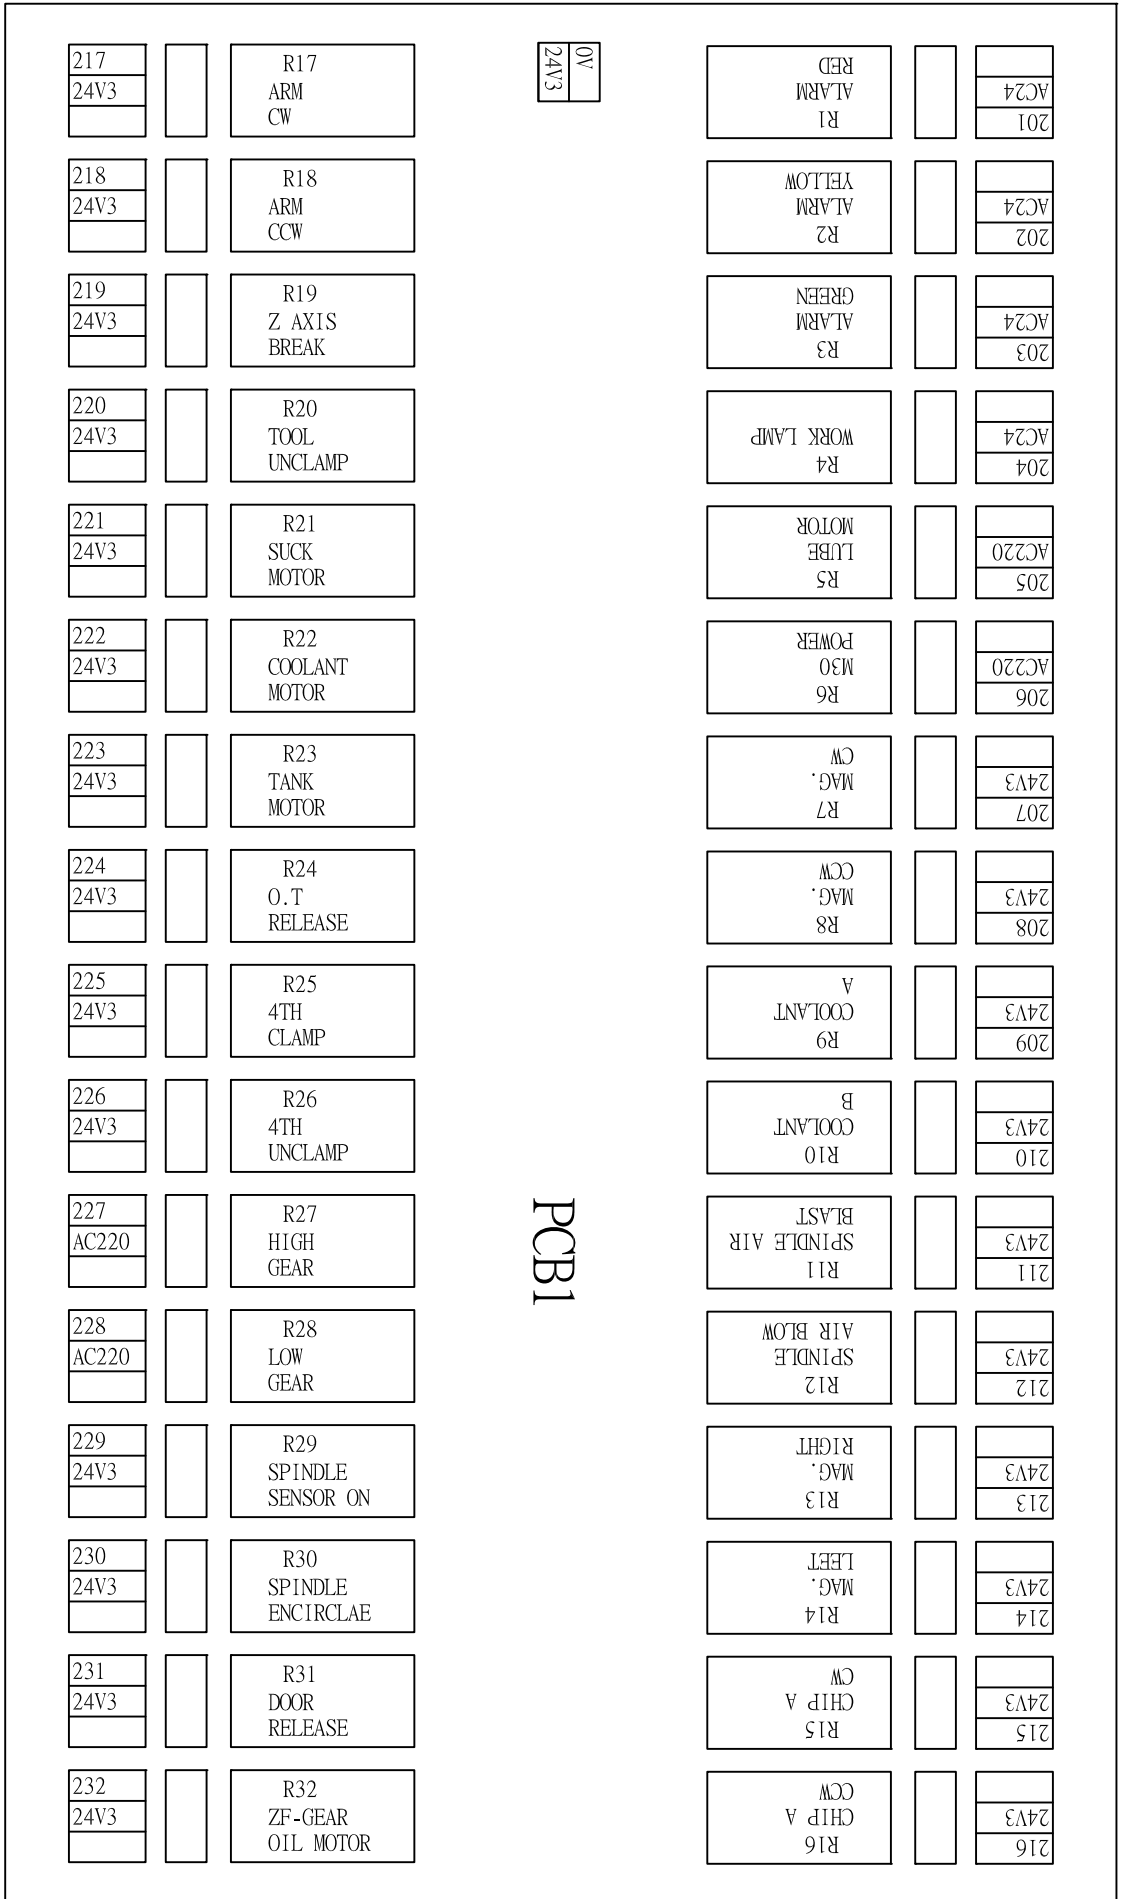 217
24V3
R17
ARM
CW
218
24V3
R18
ARM
CCW
219
24V3
R19
Z AXIS
BREAK
220
24V3
R20
TOOL
UNCLAMP
221
24V3
R21
SUCK
MOTOR
222
24V3
R22
COOLANT
MOTOR
223
24V3
R23
TANK
MOTOR
224
24V3
R24
O.T
RELEASE
225
24V3
R25
4TH
CLAMP
226
24V3
R26
4TH
UNCLAMP
227
AC220
R27
HIGH
GEAR
228
AC220
R28
LOW
GEAR
229
24V3
R29
SPINDLE
SENSOR ON
230
24V3
R30
SPINDLE
ENCIRCLAE
231
24V3
R31
DOOR
RELEASE
232
24V3
R32
ZF-GEAR
OIL MOTOR
0V
24V3
PCB1
216
24V3
R16
CHIP A
CCW
215
24V3
R15
CHIP A
CW
214
24V3
R14
MAG.
LEET
213
24V3
R13
MAG.
RIGHT
212
24V3
R12
SPINDLE
AIR BLOW
211
24V3
R11
SPINDLE AIR
BLAST
210
24V3
R10
COOLANT
B
209
24V3
R9
COOLANT
A
208
24V3
R8
MAG.
CCW
207
24V3
R7
MAG.
CW
206
AC220
R6
M30
POWER
205
AC220
R5
LUBE
MOTOR
204
AC24
R4
WORK LAMP
203
AC24
R3
ALARM
GREEN
202
AC24
R2
ALARM
YELLOW
201
AC24
R1
ALARM
RED